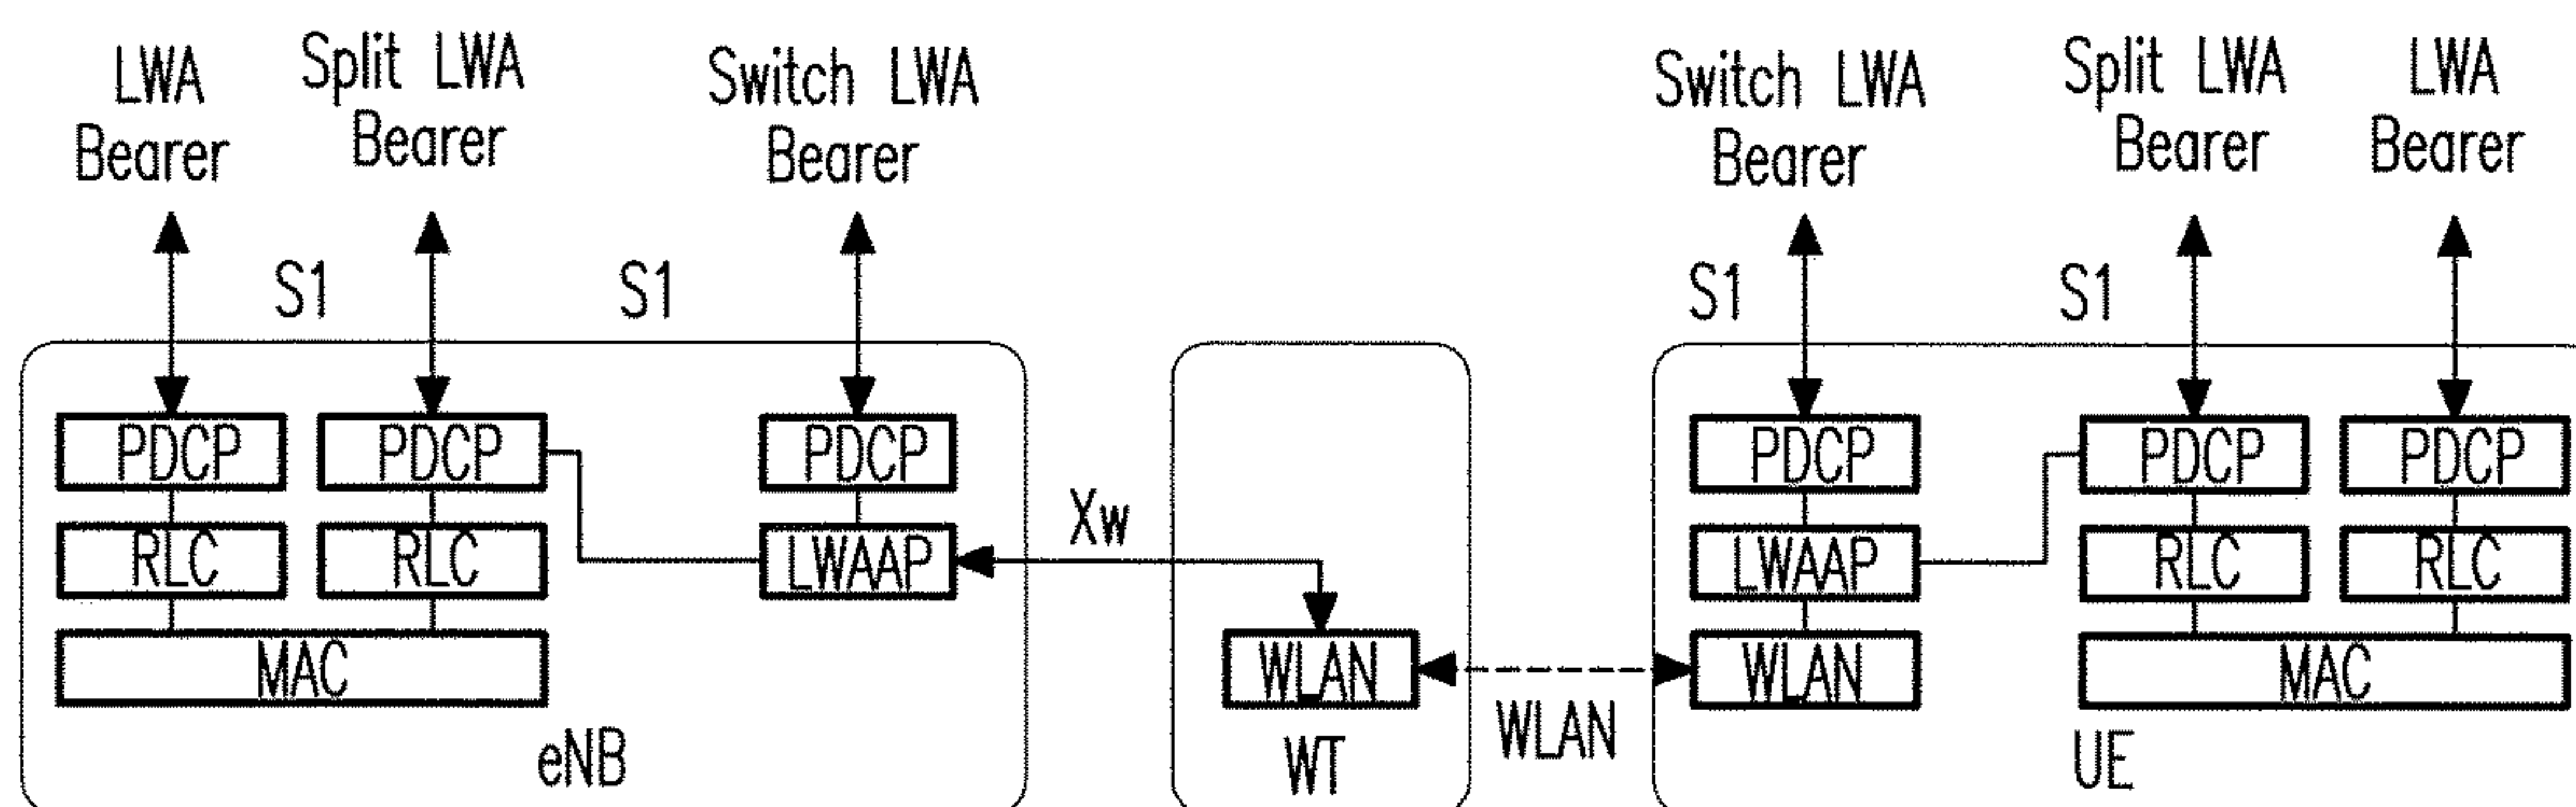 LWA
Bearer
Split LWA
Bearer
Switch LWA
Bearer
Switch LWA
Bearer
Split LWA
Bearer
LWA
Bearer
S1
S1
S1
S1
PDCP
PDCP
PDCP
PDCP
PDCP
PDCP
RLC
RLC
LWAAP
Xw
LWAAP
RLC
RLC
MAC
WLAN
WLAN
WLAN
MAC
eNB
WT
UE